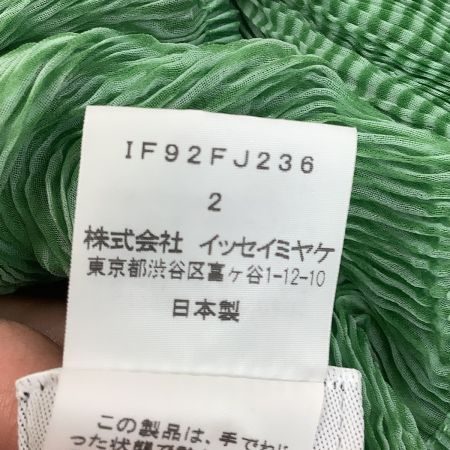 IF92FJ236
2
株式会社 イッセイミヤケ
東京都渋谷区富ヶ谷1-12-10
日本製
この製品は、手でねじ
った状態で